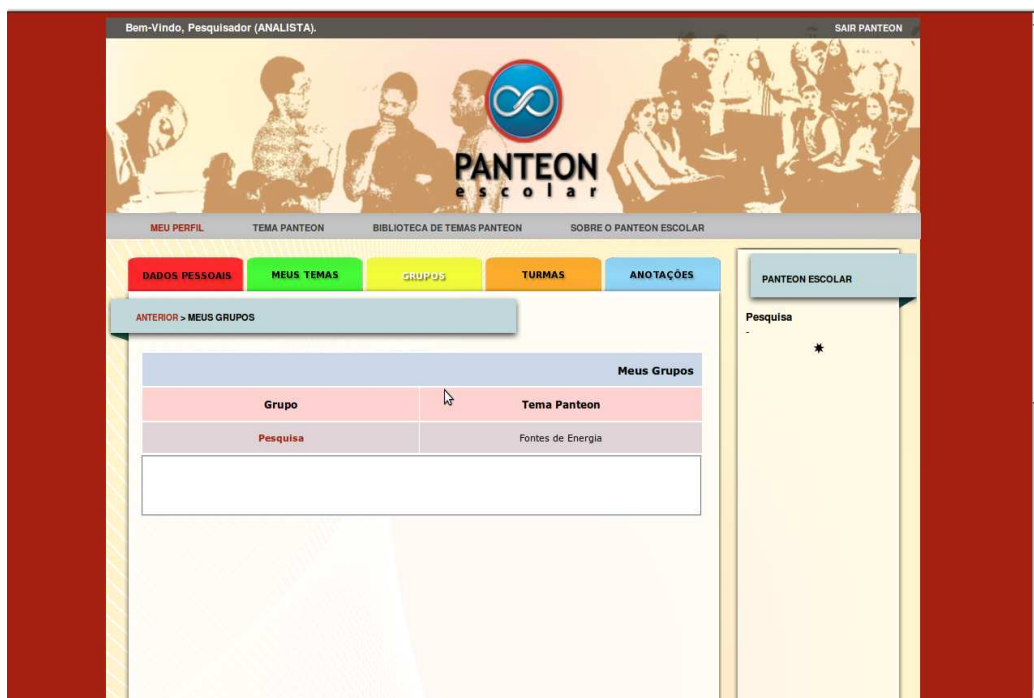 Bem-Vindo, Pesquisador (ANALISTA). SAIR PANTEON
PANTEON
escolar
MEU PERFIL TEMA PANTEON BIBLIOTECA DE TEMAS PANTEON SOBRE O PANTEON ESCOLAR
DADOS PESSOAIS MEUS TEMAS GRUPOS TURMAS ANOTAÇÕES
ANTERIOR > MEUS GRUPOS
Meus Grupos
Grupo Tema Panteon
Pesquisa Fontes de Energia
PANTEON ESCOLAR
Pesquisa
-